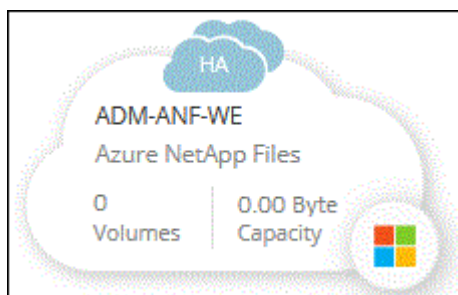 HA
ADM-ANF-WE
Azure NetApp Files
0 0.00 Byte
Volumes Capacity